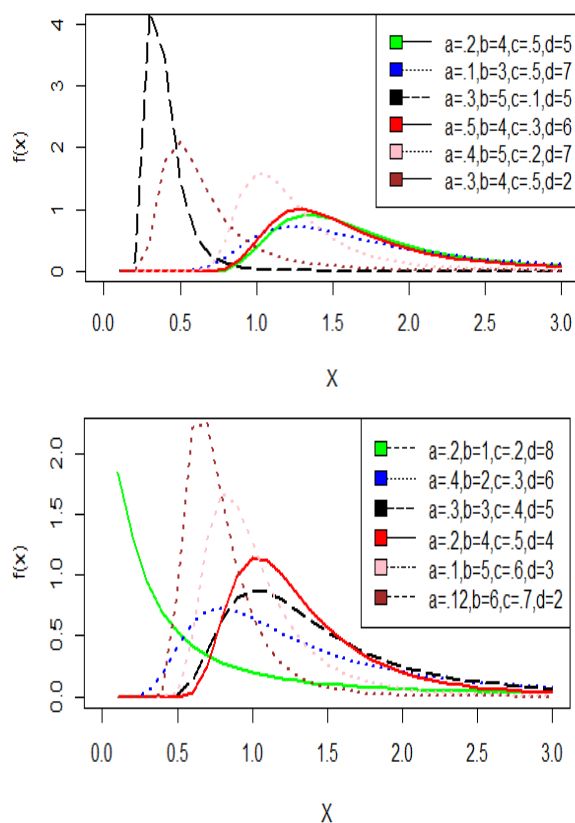 4
3
2
1
0
f(x)
a=.2,b=4,c=.5,d=5
a=.1,b=3,c=.5,d=7
a=.3,b=5,c=.1,d=5
a=.5,b=4,c=.3,d=6
a=.4,b=5,c=.2,d=7
a=.3,b=4,c=.5,d=2
0.0 0.5 1.0 1.5 2.0 2.5 3.0
X
2.0
1.5
1.0
0.5
0.0
f(x)
a=.2,b=1,c=.2,d=8
a=.4,b=2,c=.3,d=6
a=.3,b=3,c=.4,d=5
a=.2,b=4,c=.5,d=4
a=.1,b=5,c=.6,d=3
a=.12,b=6,c=.7,d=2
0.0 0.5 1.0 1.5 2.0 2.5 3.0
X